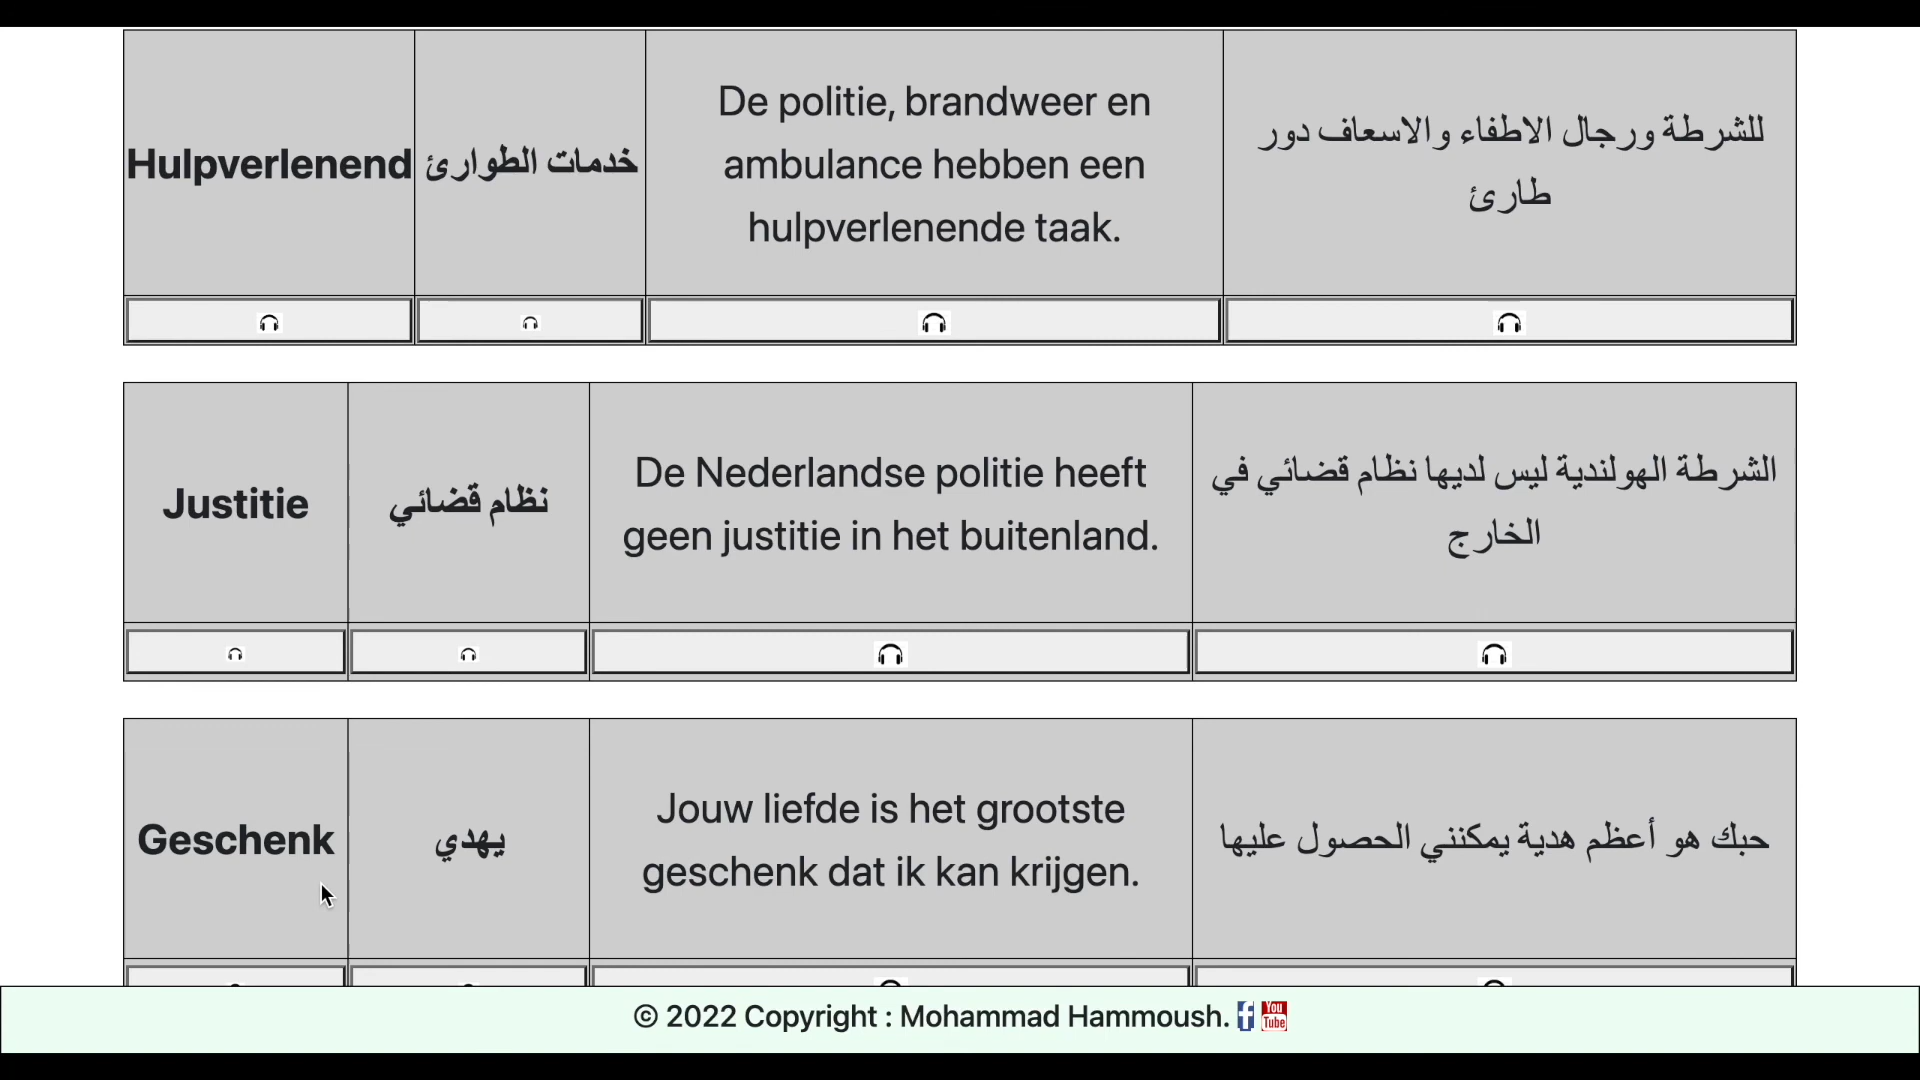 Hulpverlenend
خدمات الطوارئ
De politie, brandweer en
ambulance hebben een
hulpverlenende taak.
للشرطة ورجال الاطفاء والاسعاف دور
طارئ
Justitie
نظام قضائي
De Nederlandse politie heeft
geen justitie in het buitenland.
الشرطة الهولندية ليس لديها نظام قضائي في
الخارج
Geschenk
يهدي
Jouw liefde is het grootste
geschenk dat ik kan krijgen.
حبك هو أعظم هدية يمكنني الحصول عليها
© 2022 Copyright : Mohammad Hammoush. f You
Tube